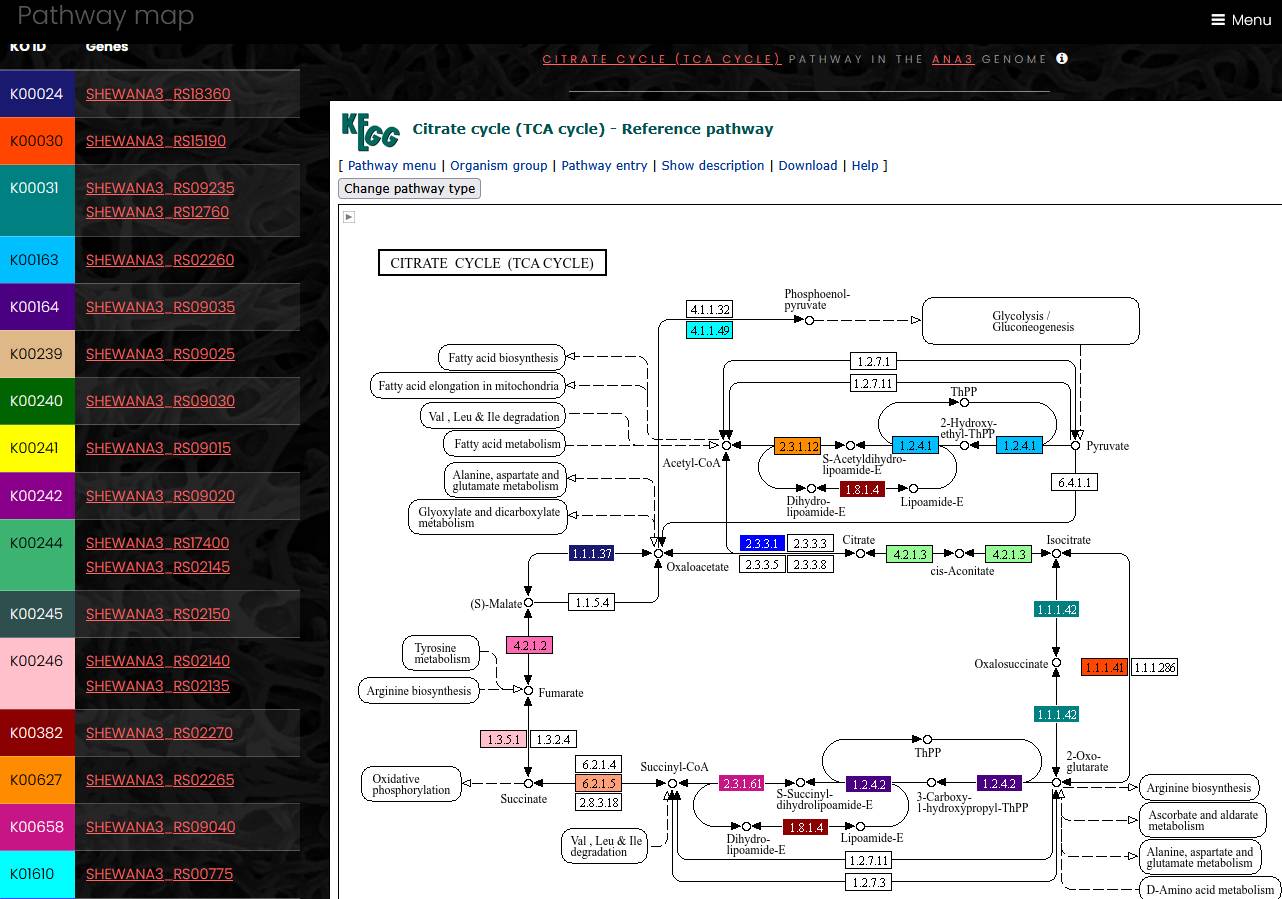 Pathway map
Menu
KO ID Genes
K00024 SHEWANA3_RS18360
K00030 SHEWANA3_RS15190
K00031 SHEWANA3_RS09235
SHEWANA3_RS12760
K00163 SHEWANA3_RS02260
K00164 SHEWANA3_RS09035
K00239 SHEWANA3_RS09025
K00240 SHEWANA3_RS09030
K00241 SHEWANA3_RS09015
K00242 SHEWANA3_RS09020
K00244 SHEWANA3_RS17400
SHEWANA3_RS02145
K00245 SHEWANA3_RS02150
K00246 SHEWANA3_RS02140
SHEWANA3_RS02135
K00382 SHEWANA3_RS02270
K00627 SHEWANA3_RS02265
K00658 SHEWANA3_RS09040
K01610 SHEWANA3_RS00775
CITRATE CYCLE (TCA CYCLE) PATHWAY IN THE ANA3 GENOME
KEGG Citrate cycle (TCA cycle) - Reference pathway
[ Pathway menu | Organism group | Pathway entry | Show description | Download | Help ]
Change pathway type
CITRATE CYCLE (TCA CYCLE)
4.1.1.32
4.1.1.49
Phosphoenol-
pyruvate
Glycolysis /
Gluconeogenesis
Fatty acid biosynthesis
Fatty acid elongation in mitochondria
Val , Leu & Ile degradation
Fatty acid metabolism
Alanine, aspartate and
glutamate metabolism
Glyoxylate and dicarboxylate
metabolism
1.2.7.1
1.2.7.11
ThPP
2-Hydroxy-
ethyl-ThPP
Acetyl-CoA
2.3.1.12
S-Acetyldihydro-
lipoamide-E
1.2.4.1
1.2.4.1
Pyruvate
6.4.1.1
Dihydro-
lipoamide-E
1.8.1.4
Lipoamide-E
1.1.1.37
Oxaloacetate
2.3.3.1 2.3.3.3
2.3.3.5 2.3.3.8
Citrate
4.2.1.3
cis-Aconitate
4.2.1.3
Isocitrate
(S)-Malate
1.1.5.4
1.1.1.42
4.2.1.2
Tyrosine
metabolism
Arginine biosynthesis
Fumarate
Oxalosuccinate
1.1.1.41 1.1.1.286
1.1.1.42
1.3.5.1 1.3.2.4
Oxidative
phosphorylation
Succinate
6.2.1.4
6.2.1.5
2.8.3.18
Succinyl-CoA
2.3.1.61
S-Succinyl-
dihydrolipoamide-E
ThPP
1.2.4.2
3-Carboxy-
1-hydroxypropyl-ThPP
1.2.4.2
2-Oxo-
glutarate
Val , Leu & Ile
degradation
Dihydro-
lipoamide-E
1.8.1.4
Lipoamide-E
1.2.7.11
1.2.7.3
Arginine biosynthesis
Ascorbate and aldarate
metabolism
Alanine, aspartate and
glutamate metabolism
D-Amino acid metabolism